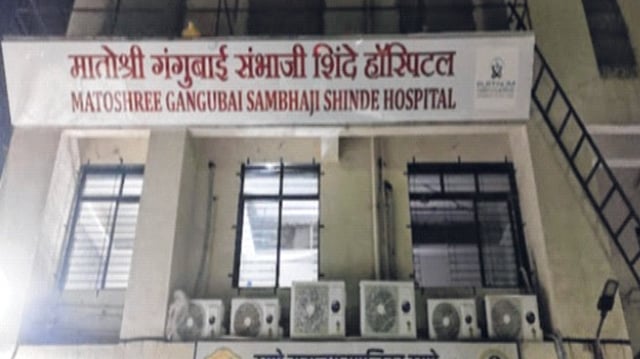 मातोश्री गंगुबाई संभाजी शिंदे हॉस्पिटल
MATOSHREE GANGUBAI SAMBHAJI SHINDE HOSPITAL